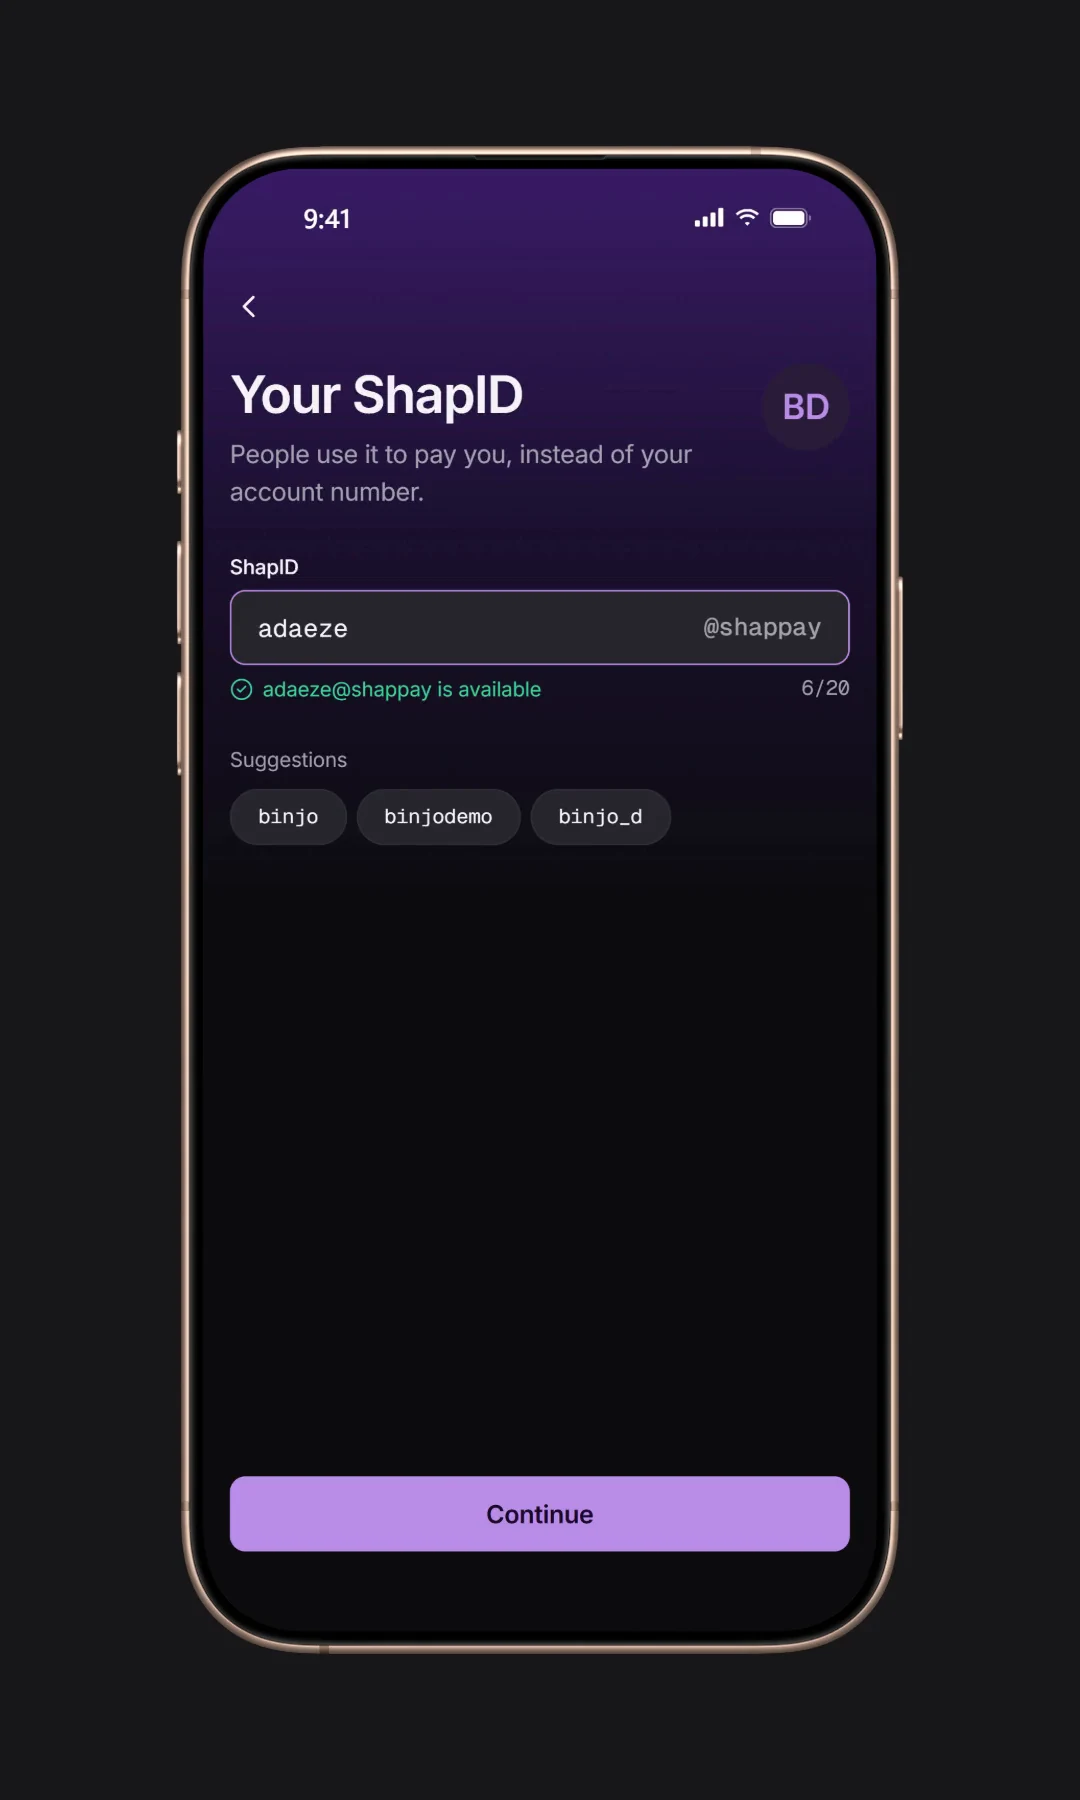 9:41
Your ShapID
BD
People use it to pay you, instead of your
account number.
ShapID
adaeze @shappay
adaeze@shappay is available 6/20
Suggestions
binjo binjodemo binjo_d
Continue